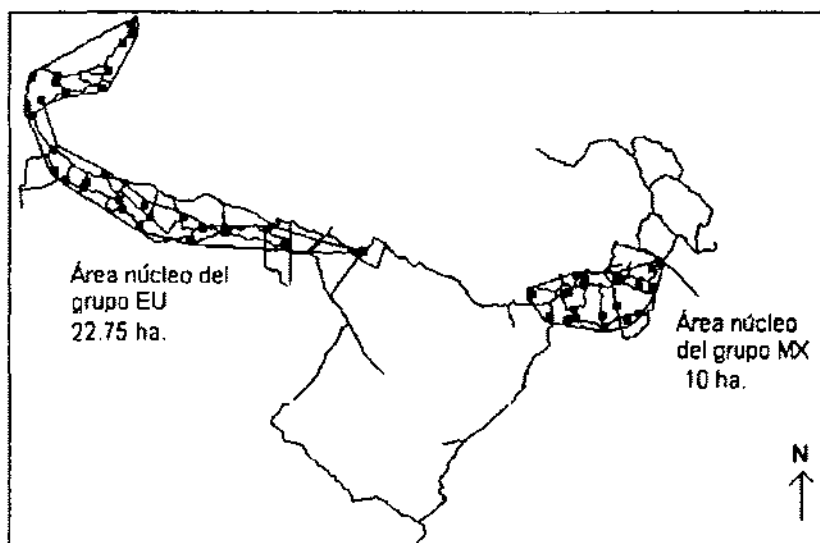 Área núcleo del
grupo EU
22.75 ha.
Área núcleo
del grupo MX
10 ha.
N